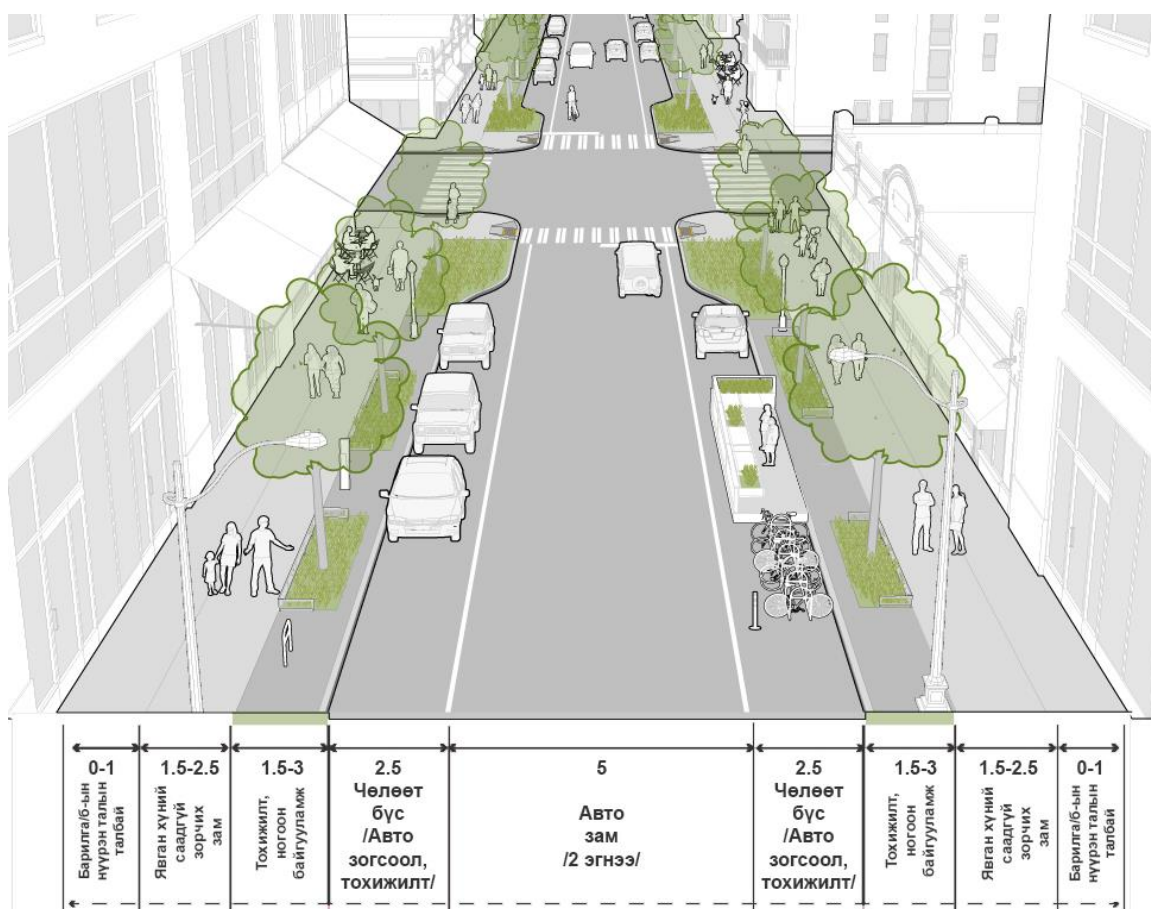 0-1
Барилга/б-ын
нүүрэн талын
талбай
1.5-2.5
Явган хүний
саадгүй
зорчих
зам
1.5-3
Тохижилт,
ногоон
байгууламж
2.5
Чөлөөт
бүс
/Авто
зогсоол,
тохижилт/
5
Авто
зам
/2 эгнээ/
2.5
Чөлөөт
бүс
/Авто
зогсоол,
тохижилт/
1.5-3
Тохижилт,
ногоон
байгууламж
1.5-2.5
Явган хүний
саадгүй
зорчих
зам
0-1
Барилга/б-ын
нүүрэн талын
талбай